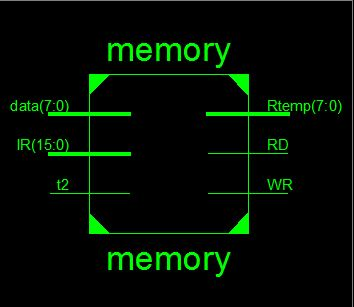 memory
data(7:0) Rtemp(7:0)
IR(15:0) RD
t2 WR
memory